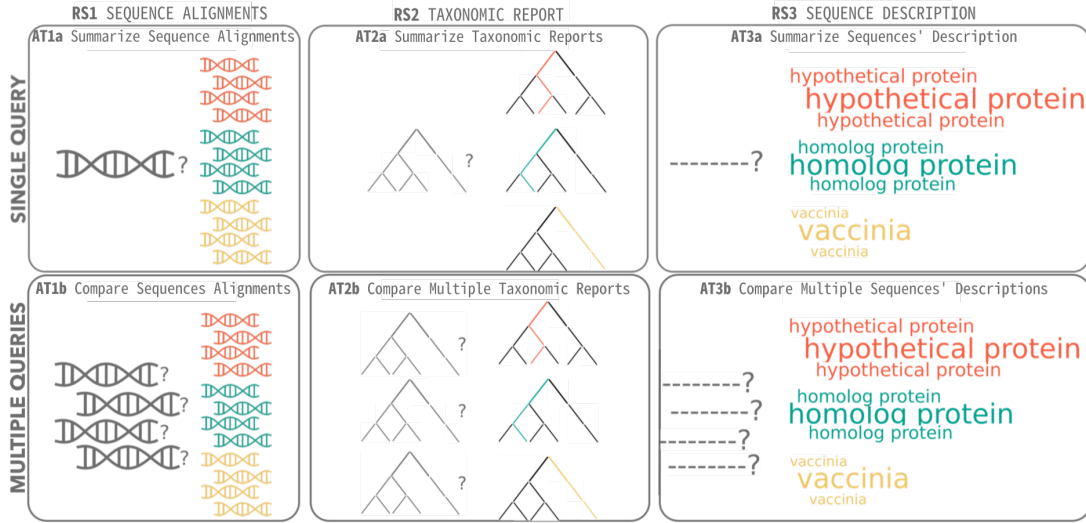 RS1 SEQUENCE ALIGNMENTS
RS2 TAXONOMIC REPORT
RS3 SEQUENCE DESCRIPTION
SINGLE QUERY
AT1a Summarize Sequence Alignments
?
AT2a Summarize Taxonomic Reports
?
AT3a Summarize Sequences' Description
--------?
hypothetical protein
hypothetical protein
hypothetical protein
homolog protein
homolog protein
homolog protein
vaccinia
vaccinia
vaccinia
MULTIPLE QUERIES
AT1b Compare Sequences Alignments
?
?
?
?
AT2b Compare Multiple Taxonomic Reports
?
?
?
AT3b Compare Multiple Sequences' Descriptions
--------?
--------?
--------?
--------?
hypothetical protein
hypothetical protein
hypothetical protein
homolog protein
homolog protein
homolog protein
vaccinia
vaccinia
vaccinia